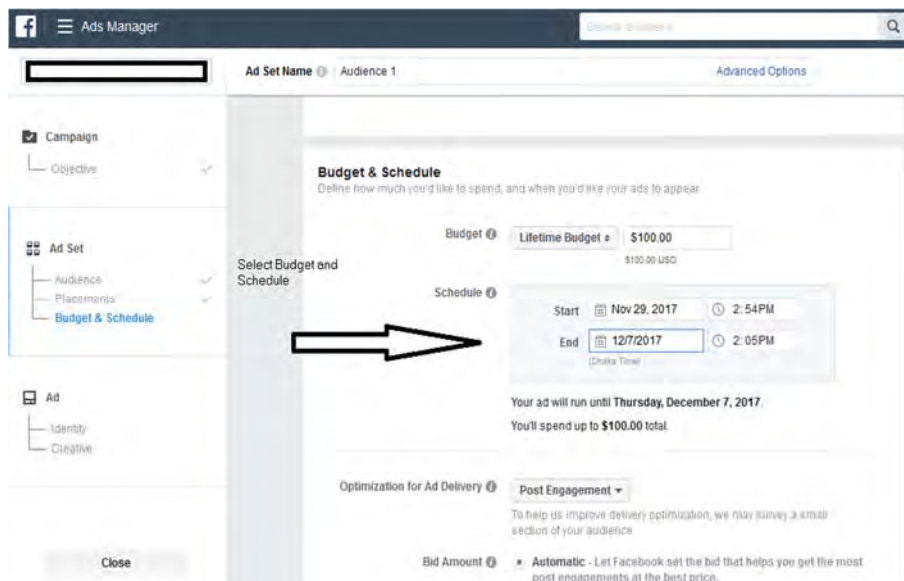 f Ads Manager
Ad Set Name Audience 1 Advanced Options
Campaign
Objective
Ad Set
Audience
Placements
Budget & Schedule
Ad
Identity
Creative
Close
Select Budget and
Schedule
Budget & Schedule
Define how much you'd like to spend, and when you'd like your ads to appear
Budget Lifetime Budget $100.00
$100.00 USD
Schedule
Start Nov 29, 2017 2:54PM
End 12/7/2017 2:05PM
(Dhaka Time)
Your ad will run until Thursday, December 7, 2017.
You'll spend up to $100.00 total.
Optimization for Ad Delivery Post Engagement
To help us improve delivery optimization, we may survey a small
section of your audience
Bid Amount Automatic - Let Facebook set the bid that helps you get the most
post engagements at the best price.